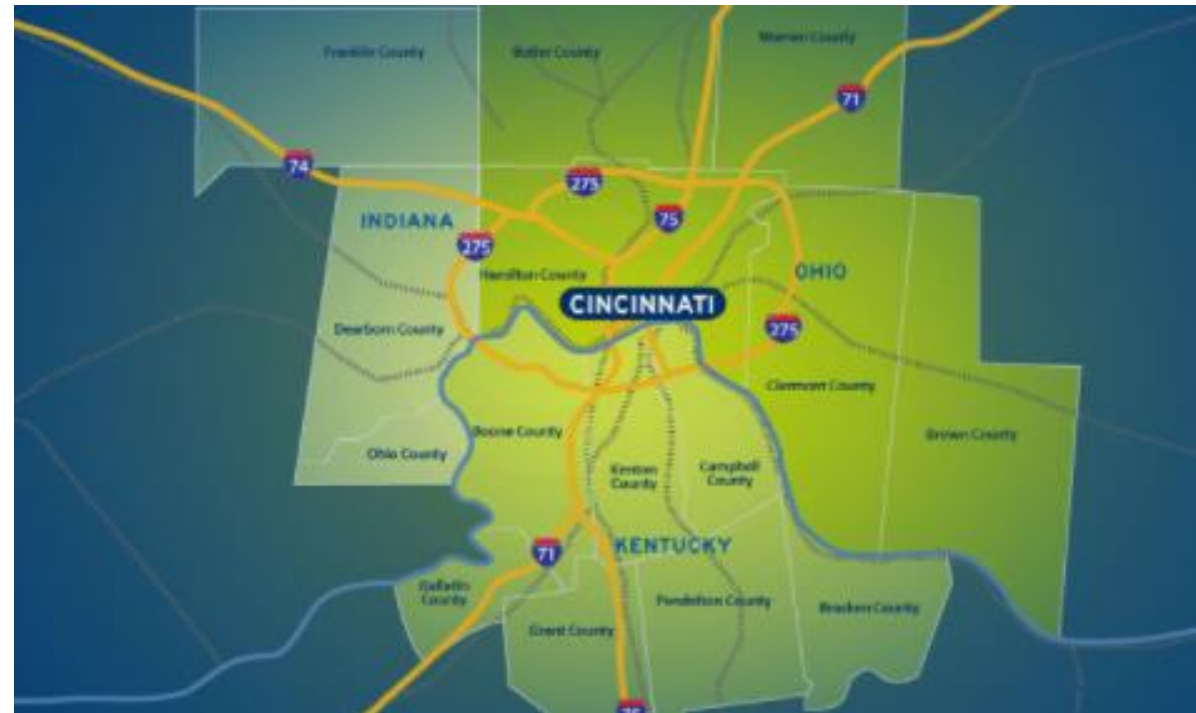 Franklin County
Butler County
Warren County
71
74
275
75
INDIANA
275
Hamilton County
OHIO
CINCINNATI
275
Dearborn County
Clermont County
Boone County
Brown County
Ohio County
Kenton
County
Campbell
County
71
KENTUCKY
Gallatin
County
Pendelton County
Bracken County
Grant County
75